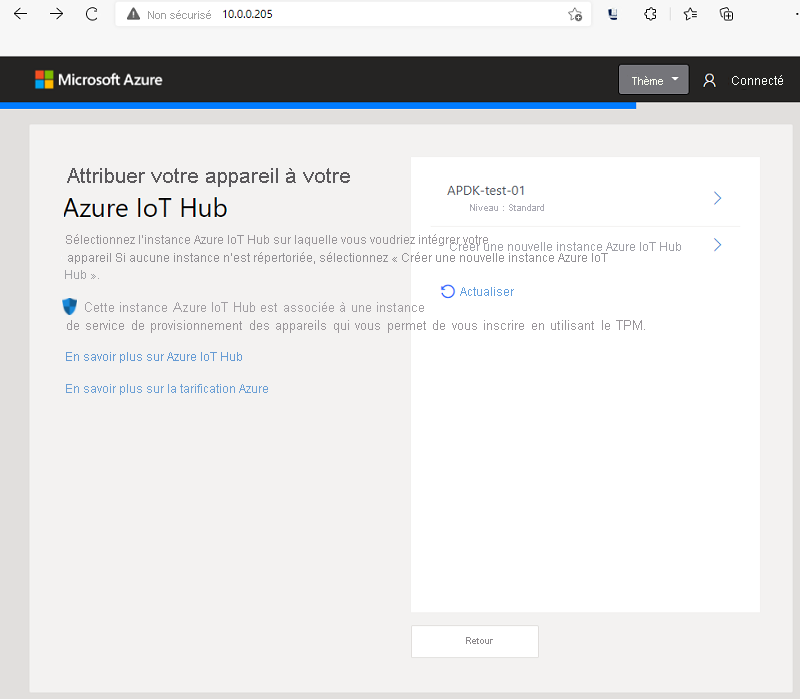 Non sécurisé 10.0.0.205
Microsoft Azure
Thème
Connecté
Attribuer votre appareil à votre
Azure IoT Hub
Sélectionnez l'instance Azure IoT Hub sur laquelle vous voudriez intégrer votre
appareil Si aucune instance n'est répertoriée, sélectionnez « Créer une nouvelle instance Azure IoT
Hub ».
Cette instance Azure IoT Hub est associée à une instance
de service de provisionnement des appareils qui vous permet de vous inscrire en utilisant le TPM.
En savoir plus sur Azure IoT Hub
En savoir plus sur la tarification Azure
APDK-test-01
Niveau : Standard
Créer une nouvelle instance Azure IoT Hub
Actualiser
Retour